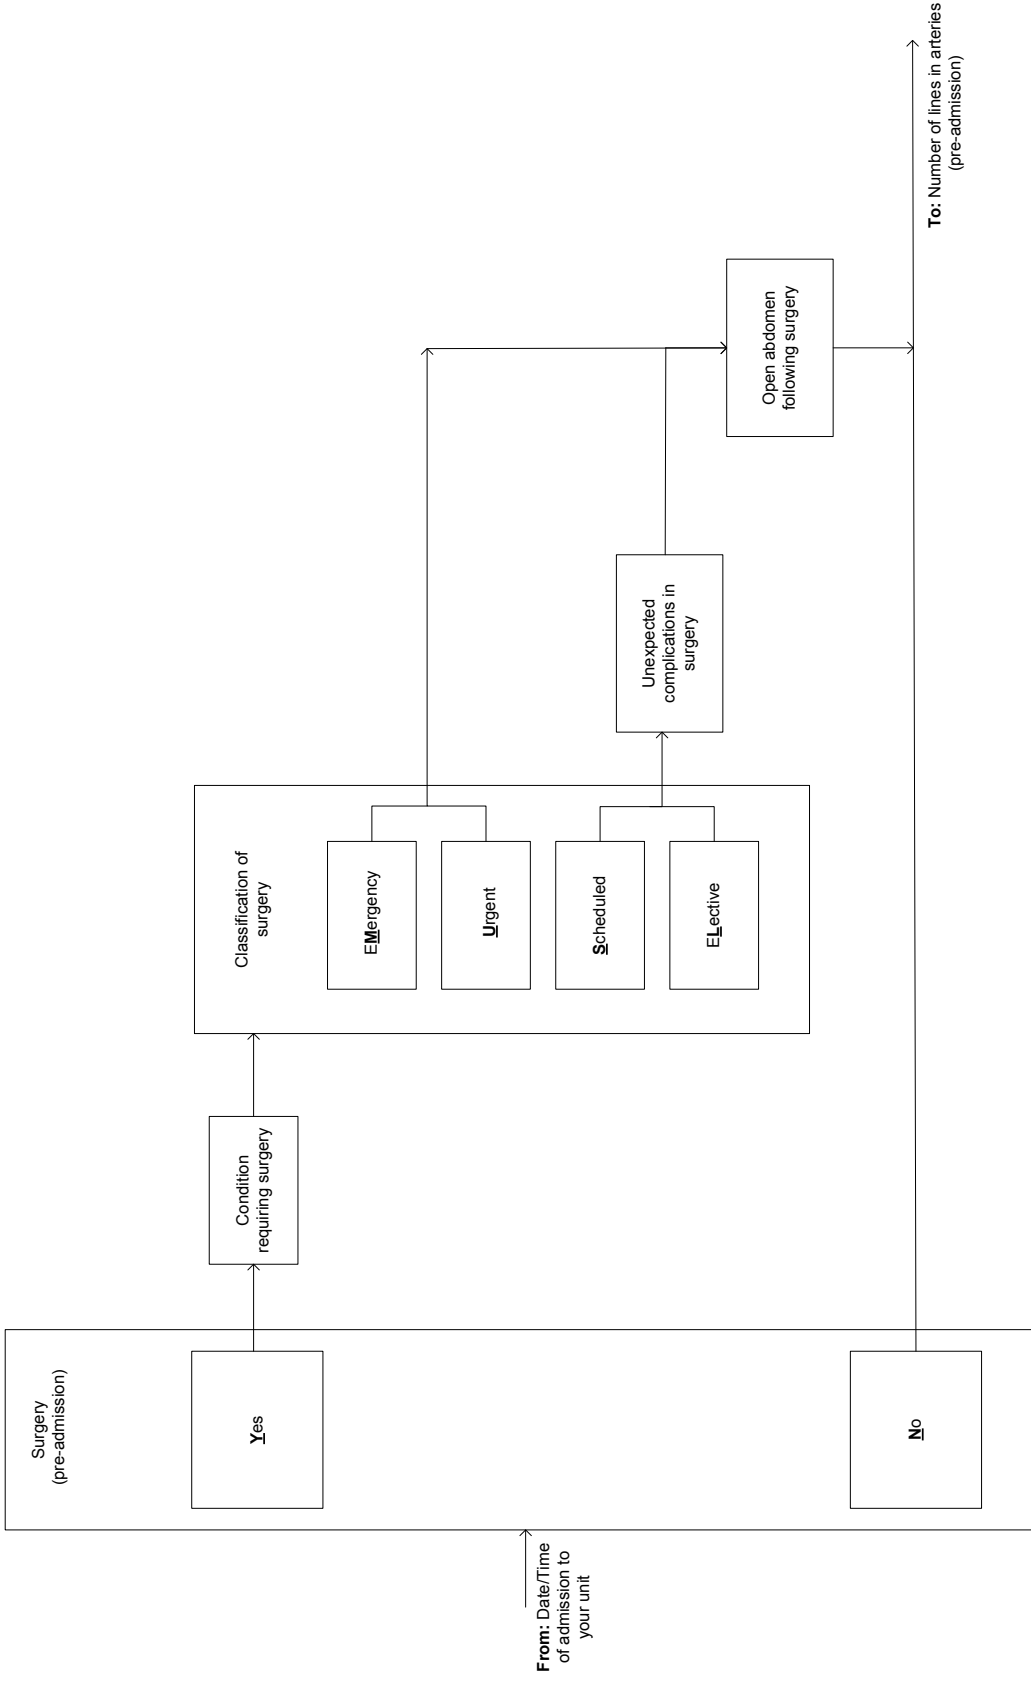 From: Date/Time
of admission to
your unit
Surgery
(pre-admission)
Yes
No
Condition
requiring surgery
Classification of
surgery
EMergency
Urgent
Scheduled
ELective
Unexpected
complications in
surgery
Open abdomen
following surgery
To: Number of lines in arteries
(pre-admission)